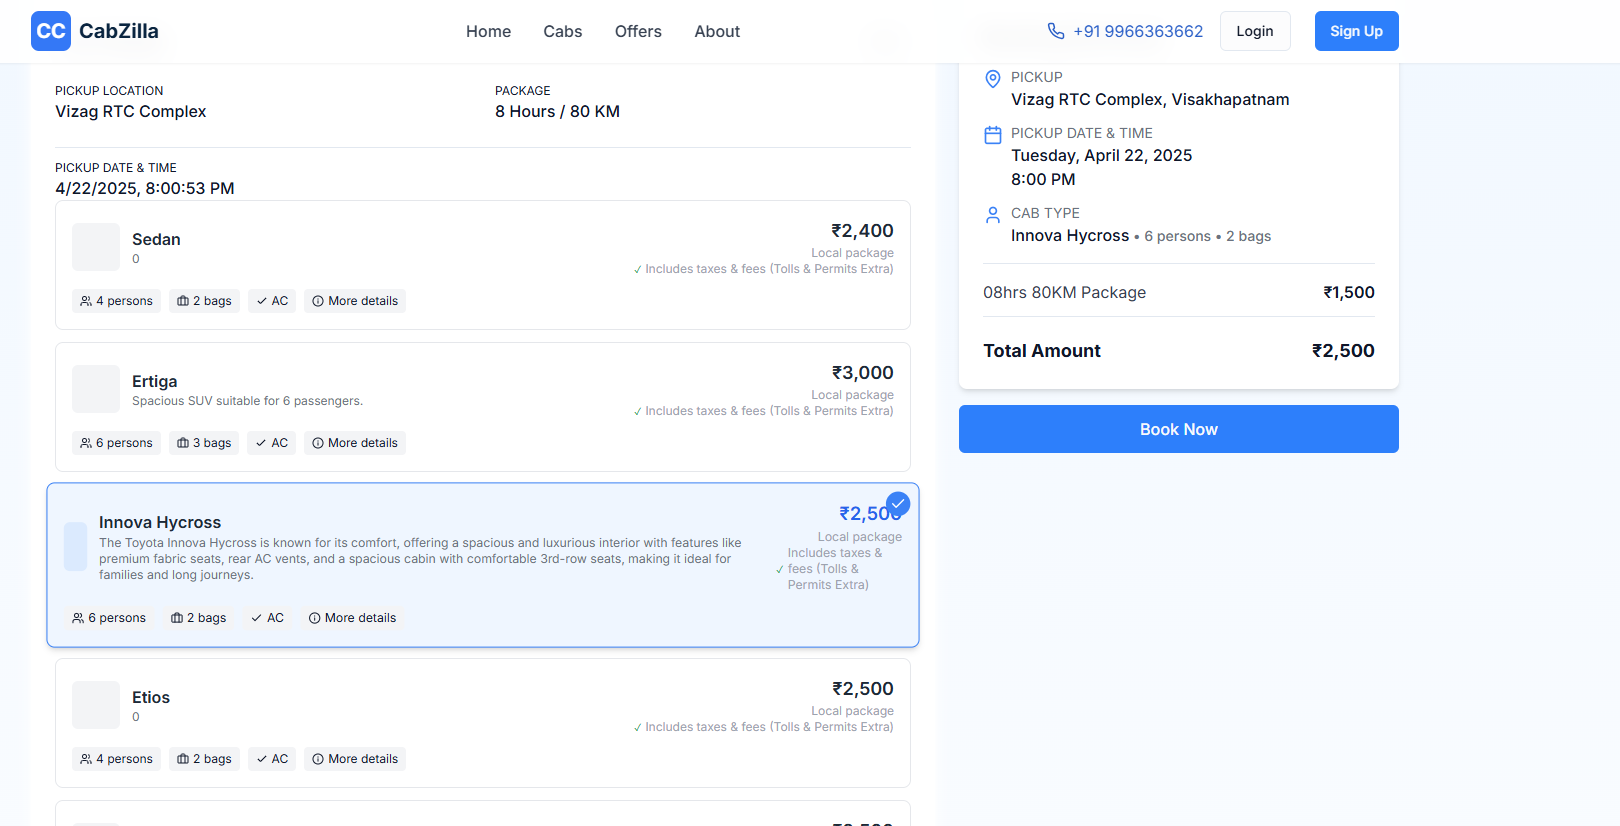 CC CabZilla
Home
Cabs
Offers
About
+91 9966363662
Login
Sign Up
PICKUP LOCATION
Vizag RTC Complex
PACKAGE
8 Hours / 80 KM
PICKUP DATE & TIME
4/22/2025, 8:00:53 PM
Sedan
0
₹2,400
Local package
✓ Includes taxes & fees (Tolls & Permits Extra)
4 persons
2 bags
AC
More details
Ertiga
Spacious SUV suitable for 6 passengers.
₹3,000
Local package
✓ Includes taxes & fees (Tolls & Permits Extra)
6 persons
3 bags
AC
More details
Innova Hycross
The Toyota Innova Hycross is known for its comfort, offering a spacious and luxurious interior with features like
premium fabric seats, rear AC vents, and a spacious cabin with comfortable 3rd-row seats, making it ideal for
families and long journeys.
₹2,500
Local package
Includes taxes &
✓ fees (Tolls &
Permits Extra)
6 persons
2 bags
AC
More details
Etios
0
₹2,500
Local package
✓ Includes taxes & fees (Tolls & Permits Extra)
4 persons
2 bags
AC
More details
PICKUP
Vizag RTC Complex, Visakhapatnam
PICKUP DATE & TIME
Tuesday, April 22, 2025
8:00 PM
CAB TYPE
Innova Hycross • 6 persons • 2 bags
08hrs 80KM Package
₹1,500
Total Amount
₹2,500
Book Now